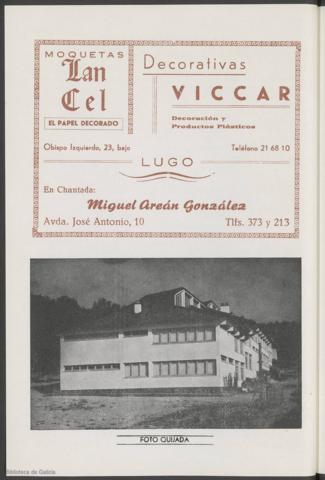 MOQUETAS
Lan
Cel
EL PAPEL DECORADO
Decorativas
VICCAR
Decoración y
Productos Plásticos
Obispo Izquierdo, 23, bajo
Teléfono 21 68 10
LUGO
En Chantada:
Miguel Areán González
Avda. José Antonio, 10
Tlfs. 373 y 213
FOTO QUIJADA
Biblioteca de Galicia